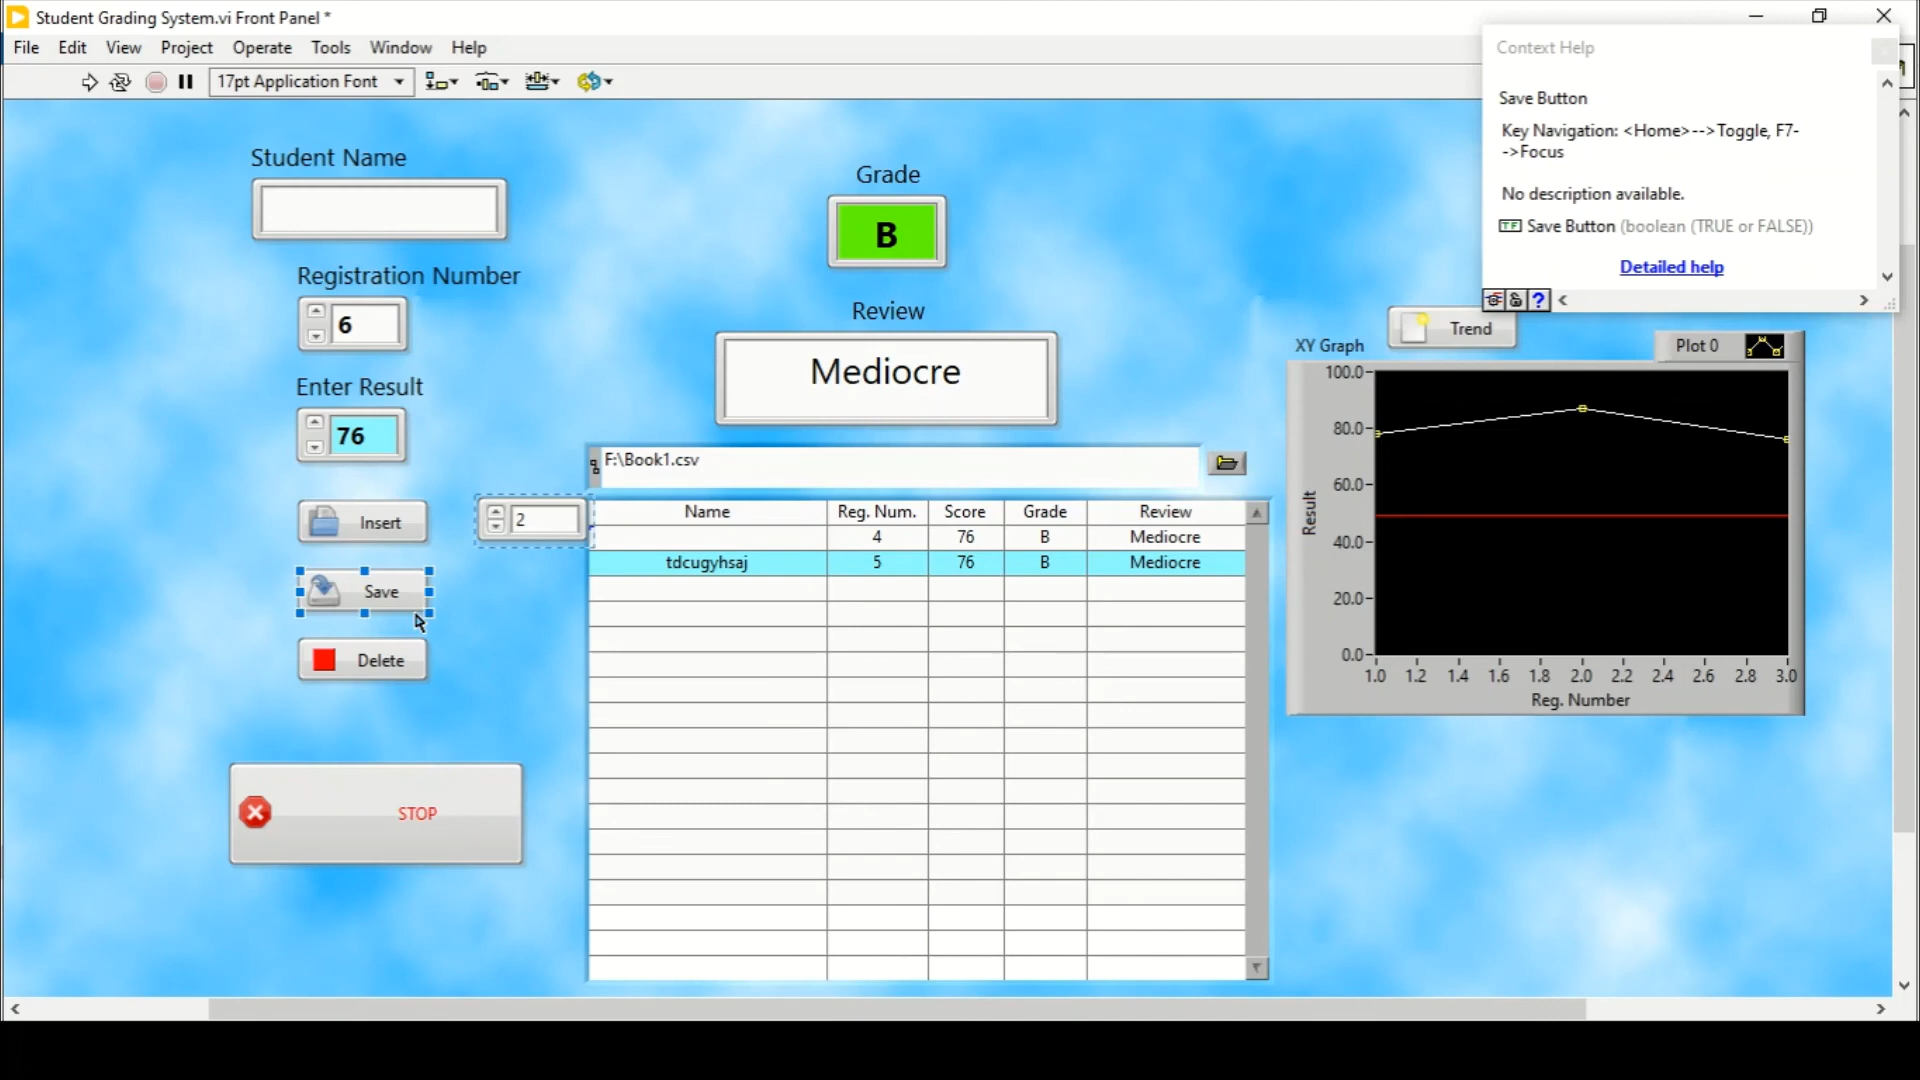 Student Grading System.vi Front Panel *
File Edit View Project Operate Tools Window Help
17pt Application Font
Context Help
Save Button
Key Navigation: <Home>-->Toggle, F7-
->Focus
No description available.
TF Save Button (boolean (TRUE or FALSE))
Detailed help
?
Student Name
Registration Number
6
Enter Result
76
Insert
Save
Delete
STOP
Grade
B
Review
Mediocre
F:\Book1.csv
2
Name Reg. Num. Score Grade Review
4 76 B Mediocre
tdcugyhsaj 5 76 B Mediocre
Trend
XY Graph
Plot 0
100.0
80.0
60.0
40.0
20.0
0.0
Result
1.0 1.2 1.4 1.6 1.8 2.0 2.2 2.4 2.6 2.8 3.0
Reg. Number